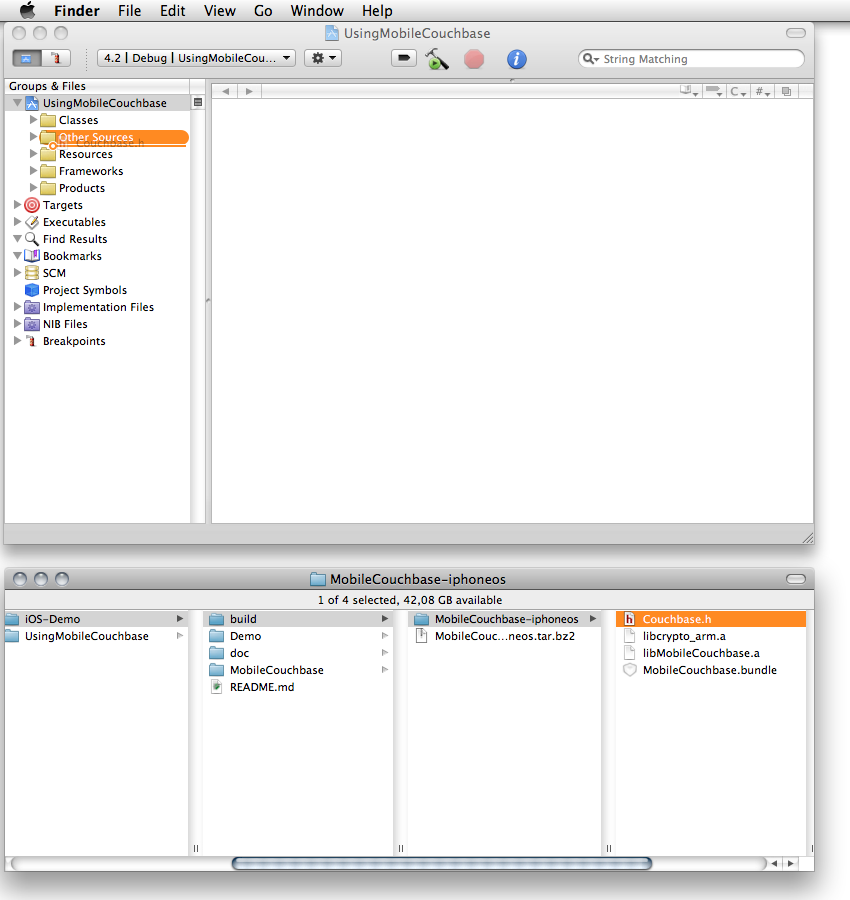 Finder File Edit View Go Window Help
UsingMobileCouchbase
4.2 | Debug | UsingMobileCou...
String Matching
Groups & Files
UsingMobileCouchbase
Classes
Other Sources
Couchbase.h
Resources
Frameworks
Products
Targets
Executables
Find Results
Bookmarks
SCM
Project Symbols
Implementation Files
NIB Files
Breakpoints
C #
MobileCouchbase-iphoneos
1 of 4 selected, 42,08 GB available
iOS-Demo build MobileCouchbase-iphoneos h Couchbase.h
UsingMobileCouchbase Demo MobileCouc...neos.tar.bz2 libcrypto_arm.a
doc libMobileCouchbase.a
MobileCouchbase MobileCouchbase.bundle
README.md